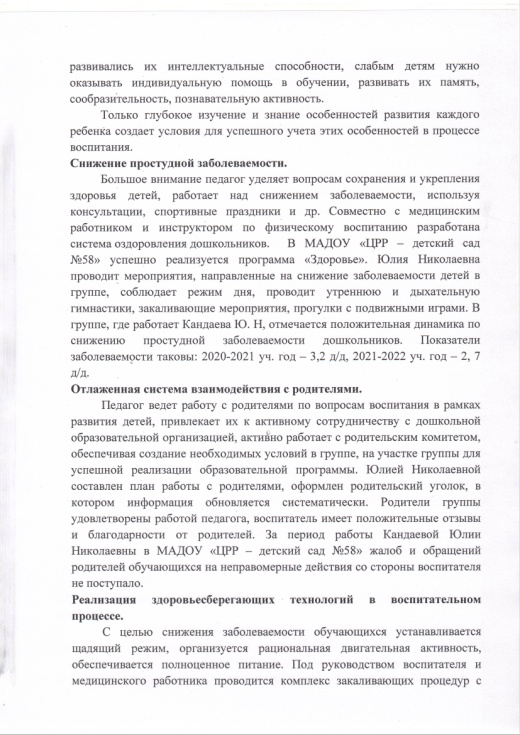 развивались их интеллектуальные способности, слабым детям нужно
оказывать индивидуальную помощь в обучении, развивать их память,
сообразительность, познавательную активность.
Только глубокое изучение и знание особенностей развития каждого
ребенка создает условия для успешного учета этих особенностей в процессе
воспитания.
Снижение простудной заболеваемости.
Большое внимание педагог уделяет вопросам сохранения и укрепления
здоровья детей, работает над снижением заболеваемости, используя
консультации, спортивные праздники и др. Совместно с медицинским
работником и инструктором по физическому воспитанию разработана
система оздоровления дошкольников. В МАДОУ «ЦРР – детский сад
№58» успешно реализуется программа «Здоровье». Юлия Николаевна
проводит мероприятия, направленные на снижение заболеваемости детей в
группе, соблюдает режим дня, проводит утреннюю и дыхательную
гимнастики, закаливающие мероприятия, прогулки с подвижными играми. В
группе, где работает Кандаева Ю. Н, отмечается положительная динамика по
снижению простудной заболеваемости дошкольников. Показатели
заболеваемости таковы: 2020-2021 уч. год – 3,2 д/д, 2021-2022 уч. год – 2, 7
д/д.
Отлаженная система взаимодействия с родителями.
Педагог ведет работу с родителями по вопросам воспитания в рамках
развития детей, привлекает их к активному сотрудничеству с дошкольной
образовательной организацией, активно работает с родительским комитетом,
обеспечивая создание необходимых условий в группе, на участке группы для
успешной реализации образовательной программы. Юлией Николаевной
составлен план работы с родителями, оформлен родительский уголок, в
котором информация обновляется систематически. Родители группы
удовлетворены работой педагога, воспитатель имеет положительные отзывы
и благодарности от родителей. За период работы Кандаевой Юлии
Николаевны в МАДОУ «ЦРР – детский сад №58» жалоб и обращений
родителей обучающихся на неправомерные действия со стороны воспитателя
не поступало.
Реализация здоровьесберегающих технологий в воспитательном
процессе.
С целью снижения заболеваемости обучающихся устанавливается
щадящий режим, организуется рациональная двигательная активность,
обеспечивается полноценное питание. Под руководством воспитателя и
медицинского работника проводится комплекс закаливающих процедур с